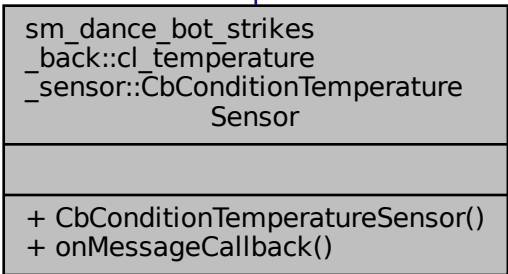 sm_dance_bot_strikes
_back::cl_temperature
_sensor::CbConditionTemperature
Sensor
+ CbConditionTemperatureSensor()
+ onMessageCallback()